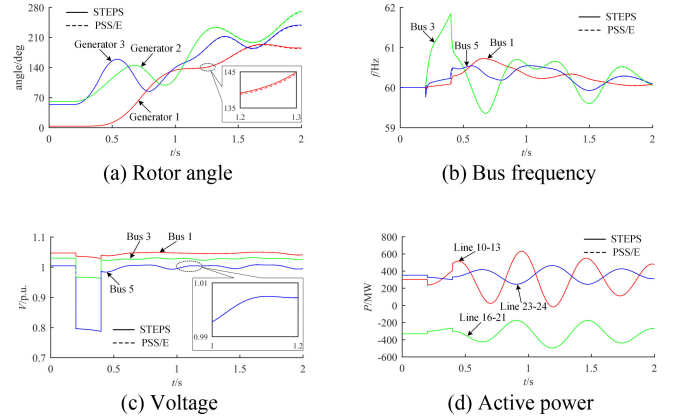 280
210
140
70
0
angle/deg
Generator 3
Generator 2
Generator 1
STEPS
PSS/E
145
135
1.2
1.3
0 0.5 1 1.5 2
t/s
(a) Rotor angle
62
61
60
59
f/Hz
Bus 3
Bus 5
Bus 1
STEPS
PSS/E
0 0.5 1 1.5 2
t/s
(b) Bus frequency
1.1
1
0.9
0.8
0.7
V/p.u.
Bus 3
Bus 1
Bus 5
STEPS
PSS/E
1.01
0.99
1
1.2
0 0.5 1 1.5 2
t/s
(c) Voltage
800
600
400
200
0
-200
-400
-600
P/MW
Line 10-13
Line 23-24
Line 16-21
STEPS
PSS/E
0 0.5 1 1.5 2
t/s
(d) Active power